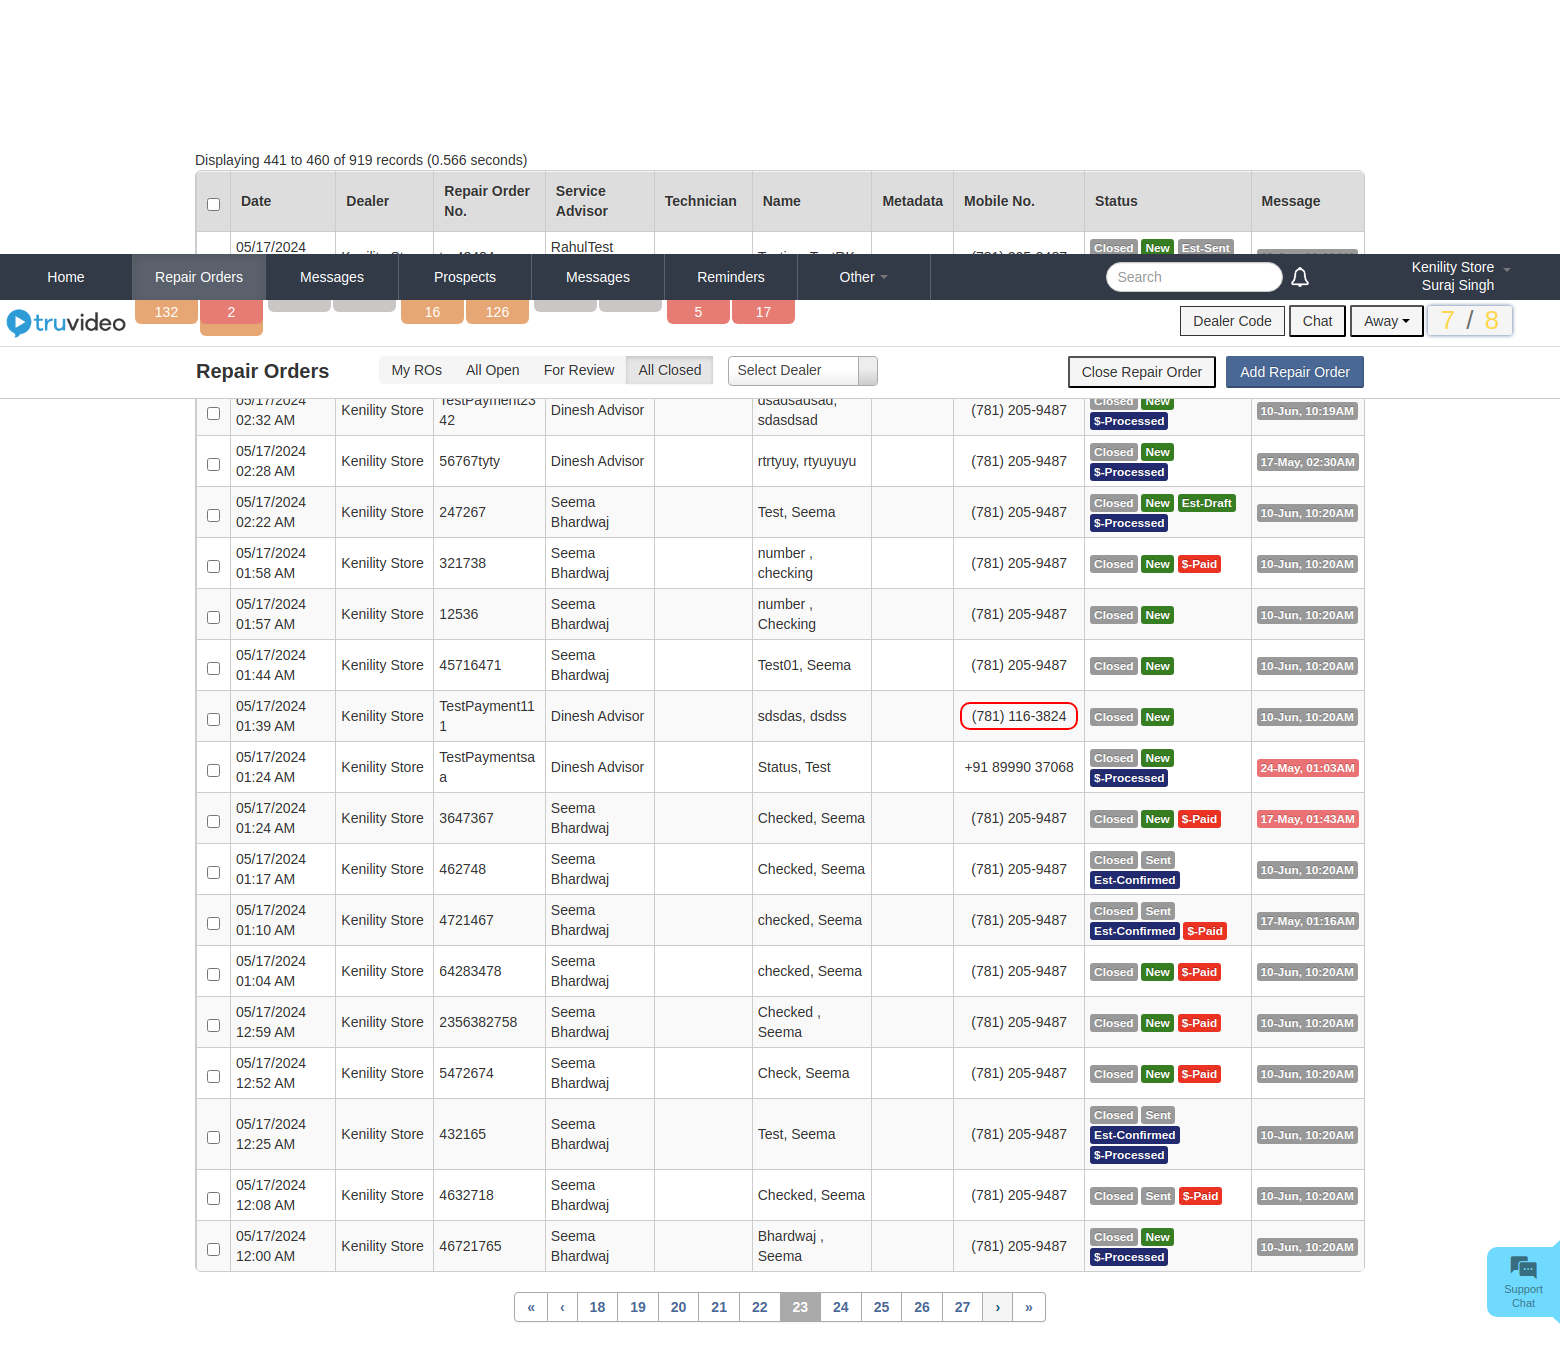 Displaying 441 to 460 of 919 records (0.566 seconds)
Date Dealer Repair Order No. Service Advisor Technician Name Metadata Mobile No. Status Message
05/17/2024 RahulTest Closed New Est-Sent
Home Repair Orders Messages Prospects Messages Reminders Other Search Kenility Store
Suraj Singh
truvideo 132 2 16 126 5 17 Dealer Code Chat Away 7 / 8
Repair Orders My ROs All Open For Review All Closed Select Dealer Close Repair Order Add Repair Order
05/17/2024 02:32 AM Kenility Store TestPayment2342 Dinesh Advisor dsadsadsad, sdasdsad (781) 205-9487 Closed New $-Processed 10-Jun, 10:19AM
05/17/2024 02:28 AM Kenility Store 56767tyty Dinesh Advisor rtrtyuy, rtyuyuyu (781) 205-9487 Closed New $-Processed 17-May, 02:30AM
05/17/2024 02:22 AM Kenility Store 247267 Seema Bhardwaj Test, Seema (781) 205-9487 Closed New Est-Draft $-Processed 10-Jun, 10:20AM
05/17/2024 01:58 AM Kenility Store 321738 Seema Bhardwaj number , checking (781) 205-9487 Closed New $-Paid 10-Jun, 10:20AM
05/17/2024 01:57 AM Kenility Store 12536 Seema Bhardwaj number , Checking (781) 205-9487 Closed New 10-Jun, 10:20AM
05/17/2024 01:44 AM Kenility Store 45716471 Seema Bhardwaj Test01, Seema (781) 205-9487 Closed New 10-Jun, 10:20AM
05/17/2024 01:39 AM Kenility Store TestPayment111 Dinesh Advisor sdsdas, dsdss (781) 116-3824 Closed New 10-Jun, 10:20AM
05/17/2024 01:24 AM Kenility Store TestPaymentsaa Dinesh Advisor Status, Test +91 89990 37068 Closed New $-Processed 24-May, 01:03AM
05/17/2024 01:24 AM Kenility Store 3647367 Seema Bhardwaj Checked, Seema (781) 205-9487 Closed New $-Paid 17-May, 01:43AM
05/17/2024 01:17 AM Kenility Store 462748 Seema Bhardwaj Checked, Seema (781) 205-9487 Closed Sent Est-Confirmed 10-Jun, 10:20AM
05/17/2024 01:10 AM Kenility Store 4721467 Seema Bhardwaj checked, Seema (781) 205-9487 Closed Sent Est-Confirmed $-Paid 17-May, 01:16AM
05/17/2024 01:04 AM Kenility Store 64283478 Seema Bhardwaj checked, Seema (781) 205-9487 Closed New $-Paid 10-Jun, 10:20AM
05/17/2024 12:59 AM Kenility Store 2356382758 Seema Bhardwaj Checked , Seema (781) 205-9487 Closed New $-Paid 10-Jun, 10:20AM
05/17/2024 12:52 AM Kenility Store 5472674 Seema Bhardwaj Check, Seema (781) 205-9487 Closed New $-Paid 10-Jun, 10:20AM
05/17/2024 12:25 AM Kenility Store 432165 Seema Bhardwaj Test, Seema (781) 205-9487 Closed Sent Est-Confirmed $-Processed 10-Jun, 10:20AM
05/17/2024 12:08 AM Kenility Store 4632718 Seema Bhardwaj Checked, Seema (781) 205-9487 Closed Sent $-Paid 10-Jun, 10:20AM
05/17/2024 12:00 AM Kenility Store 46721765 Seema Bhardwaj Bhardwaj , Seema (781) 205-9487 Closed New $-Processed 10-Jun, 10:20AM
« ‹ 18 19 20 21 22 23 24 25 26 27 › »
Support
Chat